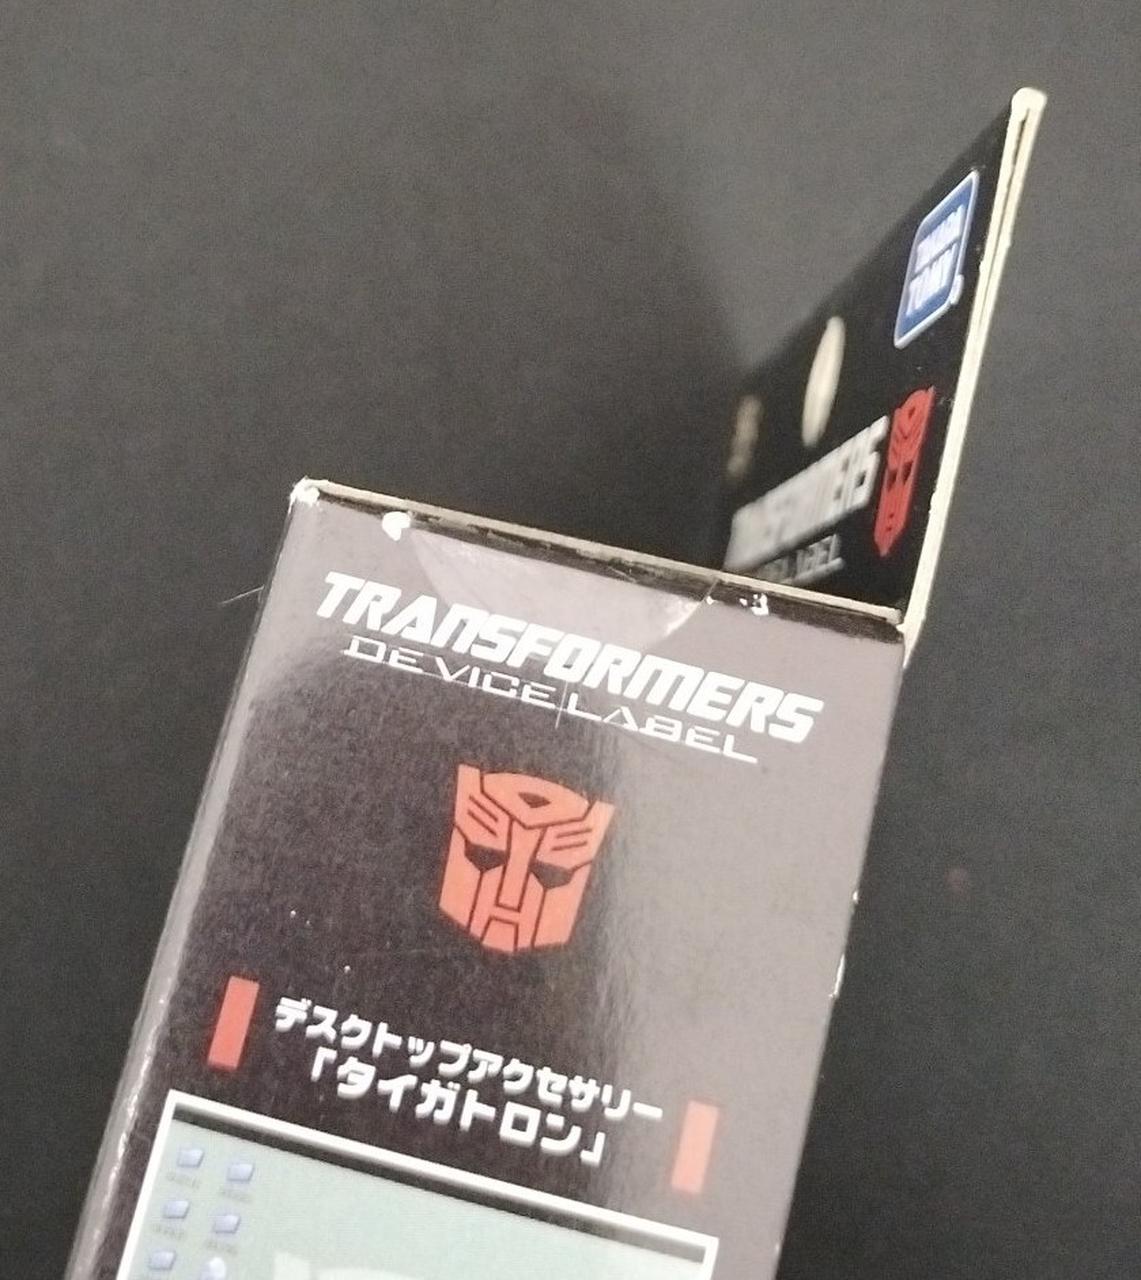 TAKARA
TOMY
TRANSFORMERS
LABEL
TRANSFORMERS
DEVICE LABEL
デスクトップアクセサリー
「タイガトロン」